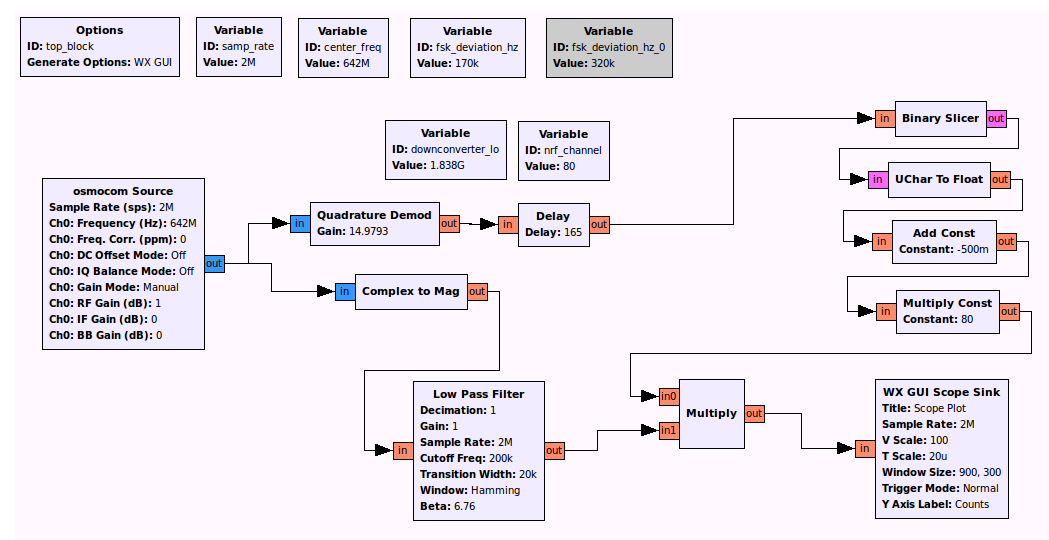 Options
ID: top_block
Generate Options: WX GUI
Variable
ID: samp_rate
Value: 2M
Variable
ID: center_freq
Value: 642M
Variable
ID: fsk_deviation_hz
Value: 170k
Variable
ID: fsk_deviation_hz_0
Value: 320k
Variable
ID: downconverter_lo
Value: 1.838G
Variable
ID: nrf_channel
Value: 80
osmocom Source
Sample Rate (sps): 2M
Ch0: Frequency (Hz): 642M
Ch0: Freq. Corr. (ppm): 0
Ch0: DC Offset Mode: Off
Ch0: IQ Balance Mode: Off
Ch0: Gain Mode: Manual
Ch0: RF Gain (dB): 1
Ch0: IF Gain (dB): 0
Ch0: BB Gain (dB): 0
out
in
Quadrature Demod
Gain: 14.9793
out
in
Delay
Delay: 165
out
in
Binary Slicer
out
in
UChar To Float
out
in
Add Const
Constant: -500m
out
in
Multiply Const
Constant: 80
out
in
Complex to Mag
out
in
Low Pass Filter
Decimation: 1
Gain: 1
Sample Rate: 2M
Cutoff Freq: 200k
Transition Width: 20k
Window: Hamming
Beta: 6.76
out
in0
in1
Multiply
out
in
WX GUI Scope Sink
Title: Scope Plot
Sample Rate: 2M
V Scale: 100
T Scale: 20u
Window Size: 900, 300
Trigger Mode: Normal
Y Axis Label: Counts